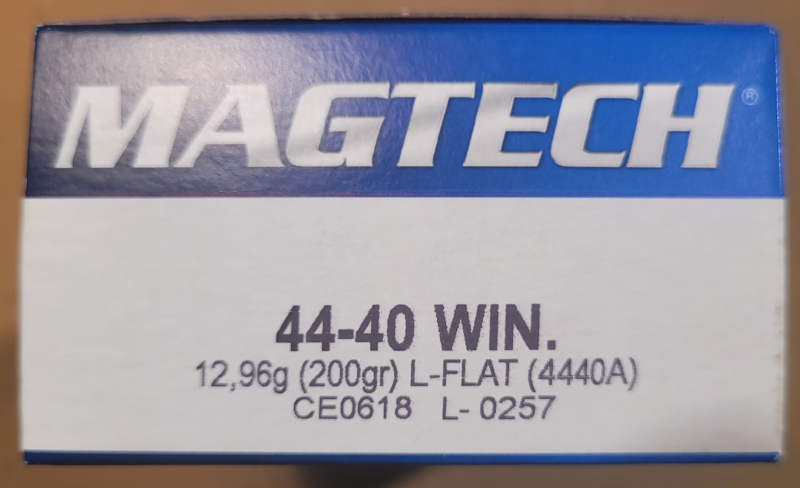 MAGTECH®
44-40 WIN.
12,96g (200gr) L-FLAT (4440A)
CE0618 L- 0257